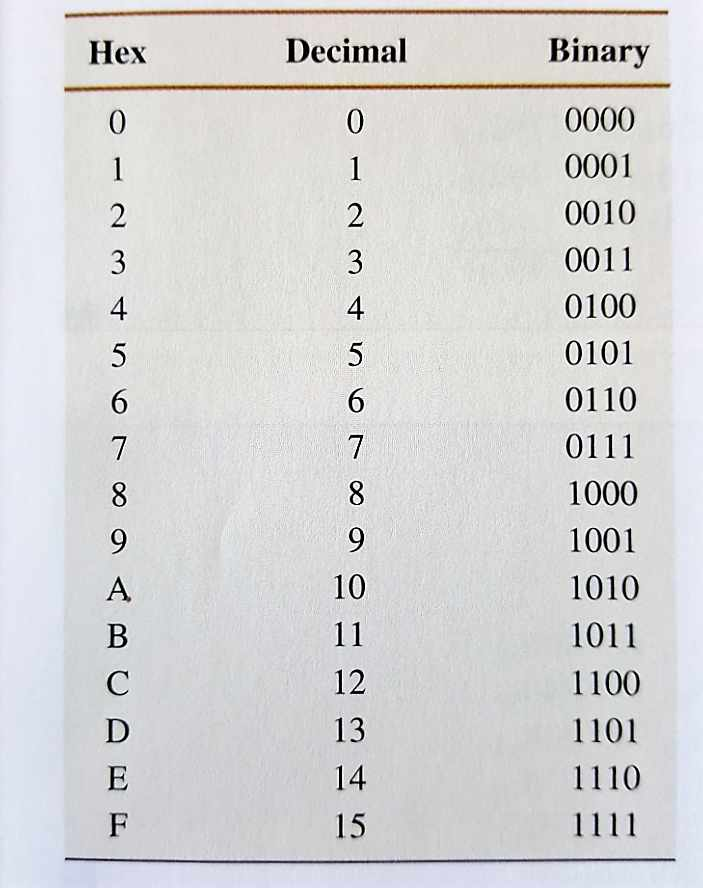 Hex Decimal Binary
0 0 0000
1 1 0001
2 2 0010
3 3 0011
4 4 0100
5 5 0101
6 6 0110
7 7 0111
8 8 1000
9 9 1001
A 10 1010
B 11 1011
C 12 1100
D 13 1101
E 14 1110
F 15 1111